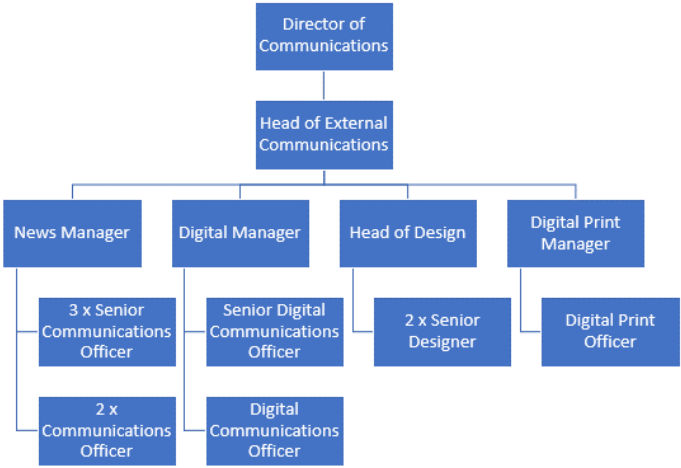 Director of
Communications
Head of External
Communications
News Manager
Digital Manager
Head of Design
Digital Print
Manager
3 x Senior
Communications
Officer
Senior Digital
Communications
Officer
2 x Senior
Designer
Digital Print
Officer
2 x
Communications
Officer
Digital
Communications
Officer